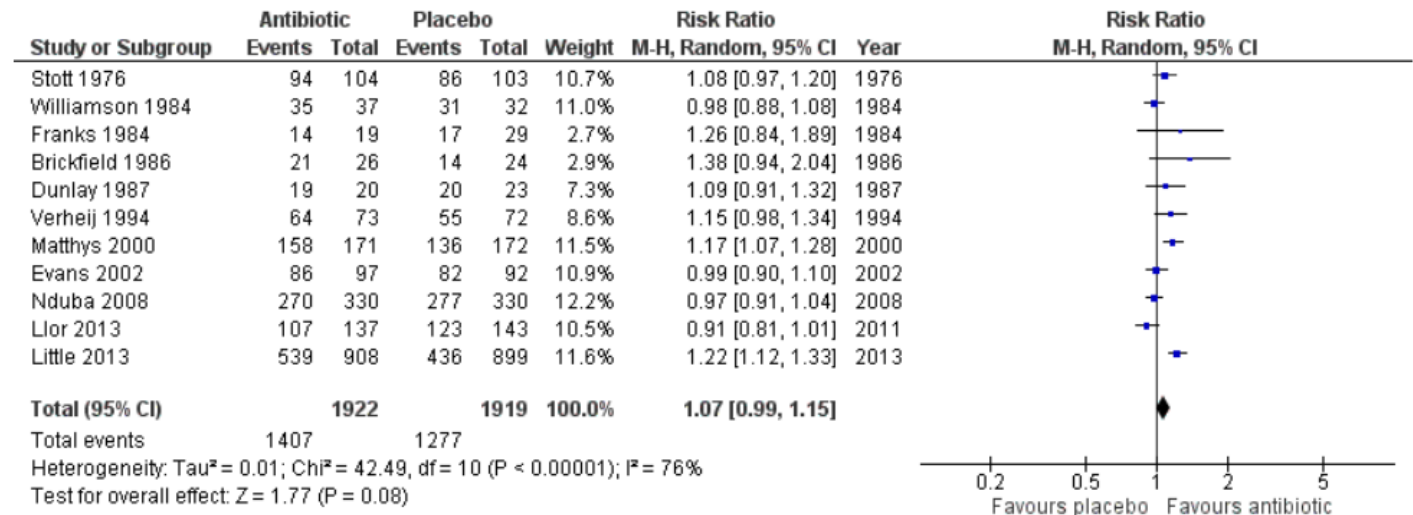 Antibiotic Placebo Risk Ratio Risk Ratio
Study or Subgroup Events Total Events Total Weight M-H, Random, 95% CI Year M-H, Random, 95% CI
Stott 1976 94 104 86 103 10.7% 1.08 [0.97, 1.20] 1976
Williamson 1984 35 37 31 32 11.0% 0.98 [0.88, 1.08] 1984
Franks 1984 14 19 17 29 2.7% 1.26 [0.84, 1.89] 1984
Brickfield 1986 21 26 14 24 2.9% 1.38 [0.94, 2.04] 1986
Dunlay 1987 19 20 20 23 7.3% 1.09 [0.91, 1.32] 1987
Verheij 1994 64 73 55 72 8.6% 1.15 [0.98, 1.34] 1994
Matthys 2000 158 171 136 172 11.5% 1.17 [1.07, 1.28] 2000
Evans 2002 86 97 82 92 10.9% 0.99 [0.90, 1.10] 2002
Nduba 2008 270 330 277 330 12.2% 0.97 [0.91, 1.04] 2008
Llor 2013 107 137 123 143 10.5% 0.91 [0.81, 1.01] 2011
Little 2013 539 908 436 899 11.6% 1.22 [1.12, 1.33] 2013
Total (95% CI) 1922 1919 100.0% 1.07 [0.99, 1.15]
Total events 1407 1277
Heterogeneity: Tau² = 0.01; Chi² = 42.49, df = 10 (P < 0.00001); I² = 76%
Test for overall effect: Z = 1.77 (P = 0.08)
0.2 0.5 1 2 5
Favours placebo Favours antibiotic